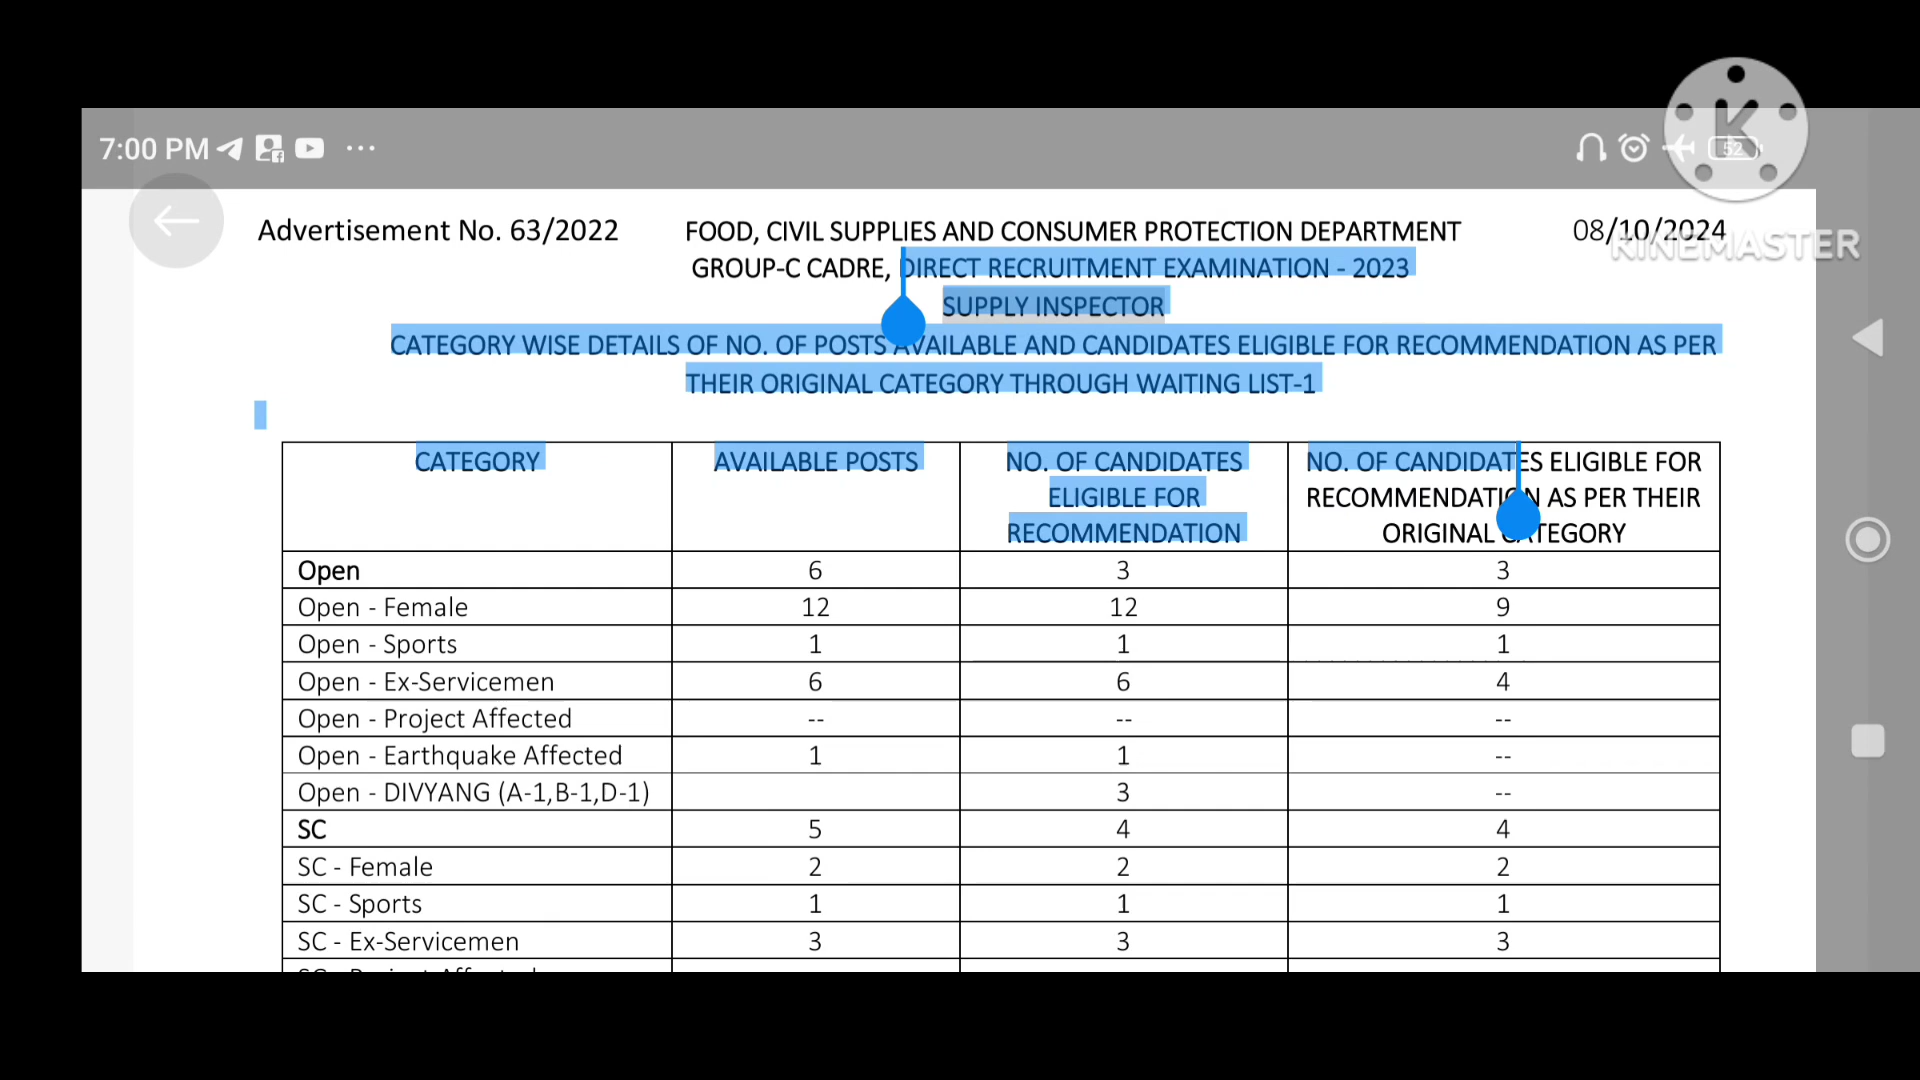 7:00 PM ...
52
K
KINEMASTER
Advertisement No. 63/2022 FOOD, CIVIL SUPPLIES AND CONSUMER PROTECTION DEPARTMENT 08/10/2024
GROUP-C CADRE, DIRECT RECRUITMENT EXAMINATION - 2023
SUPPLY INSPECTOR
CATEGORY WISE DETAILS OF NO. OF POSTS AVAILABLE AND CANDIDATES ELIGIBLE FOR RECOMMENDATION AS PER
THEIR ORIGINAL CATEGORY THROUGH WAITING LIST-1
CATEGORY AVAILABLE POSTS NO. OF CANDIDATES NO. OF CANDIDATES ELIGIBLE FOR
ELIGIBLE FOR RECOMMENDATION AS PER THEIR
RECOMMENDATION ORIGINAL CATEGORY
Open 6 3 3
Open - Female 12 12 9
Open - Sports 1 1 1
Open - Ex-Servicemen 6 6 4
Open - Project Affected -- -- --
Open - Earthquake Affected 1 1 --
Open - DIVYANG (A-1,B-1,D-1) 3 --
SC 5 4 4
SC - Female 2 2 2
SC - Sports 1 1 1
SC - Ex-Servicemen 3 3 3